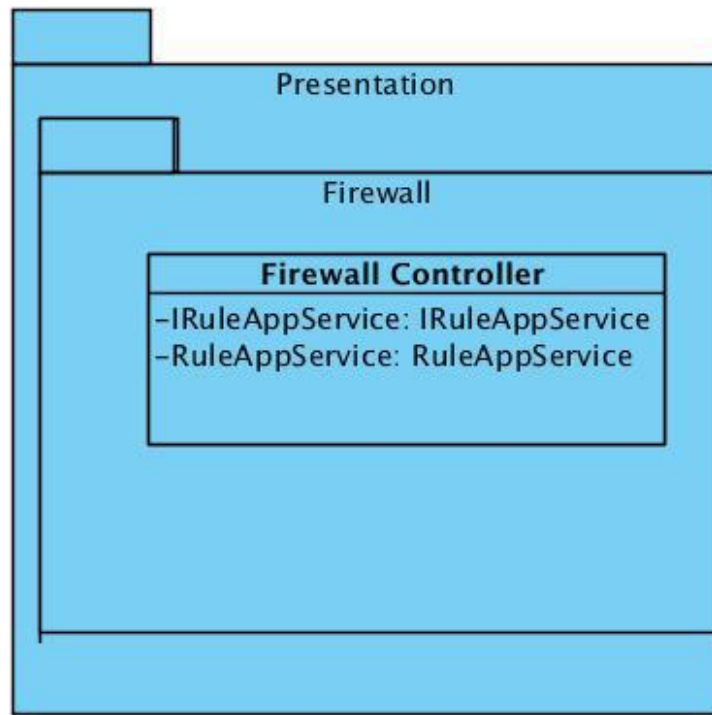 Presentation
Firewall
Firewall Controller
-IRuleAppService: IRuleAppService
-RuleAppService: RuleAppService